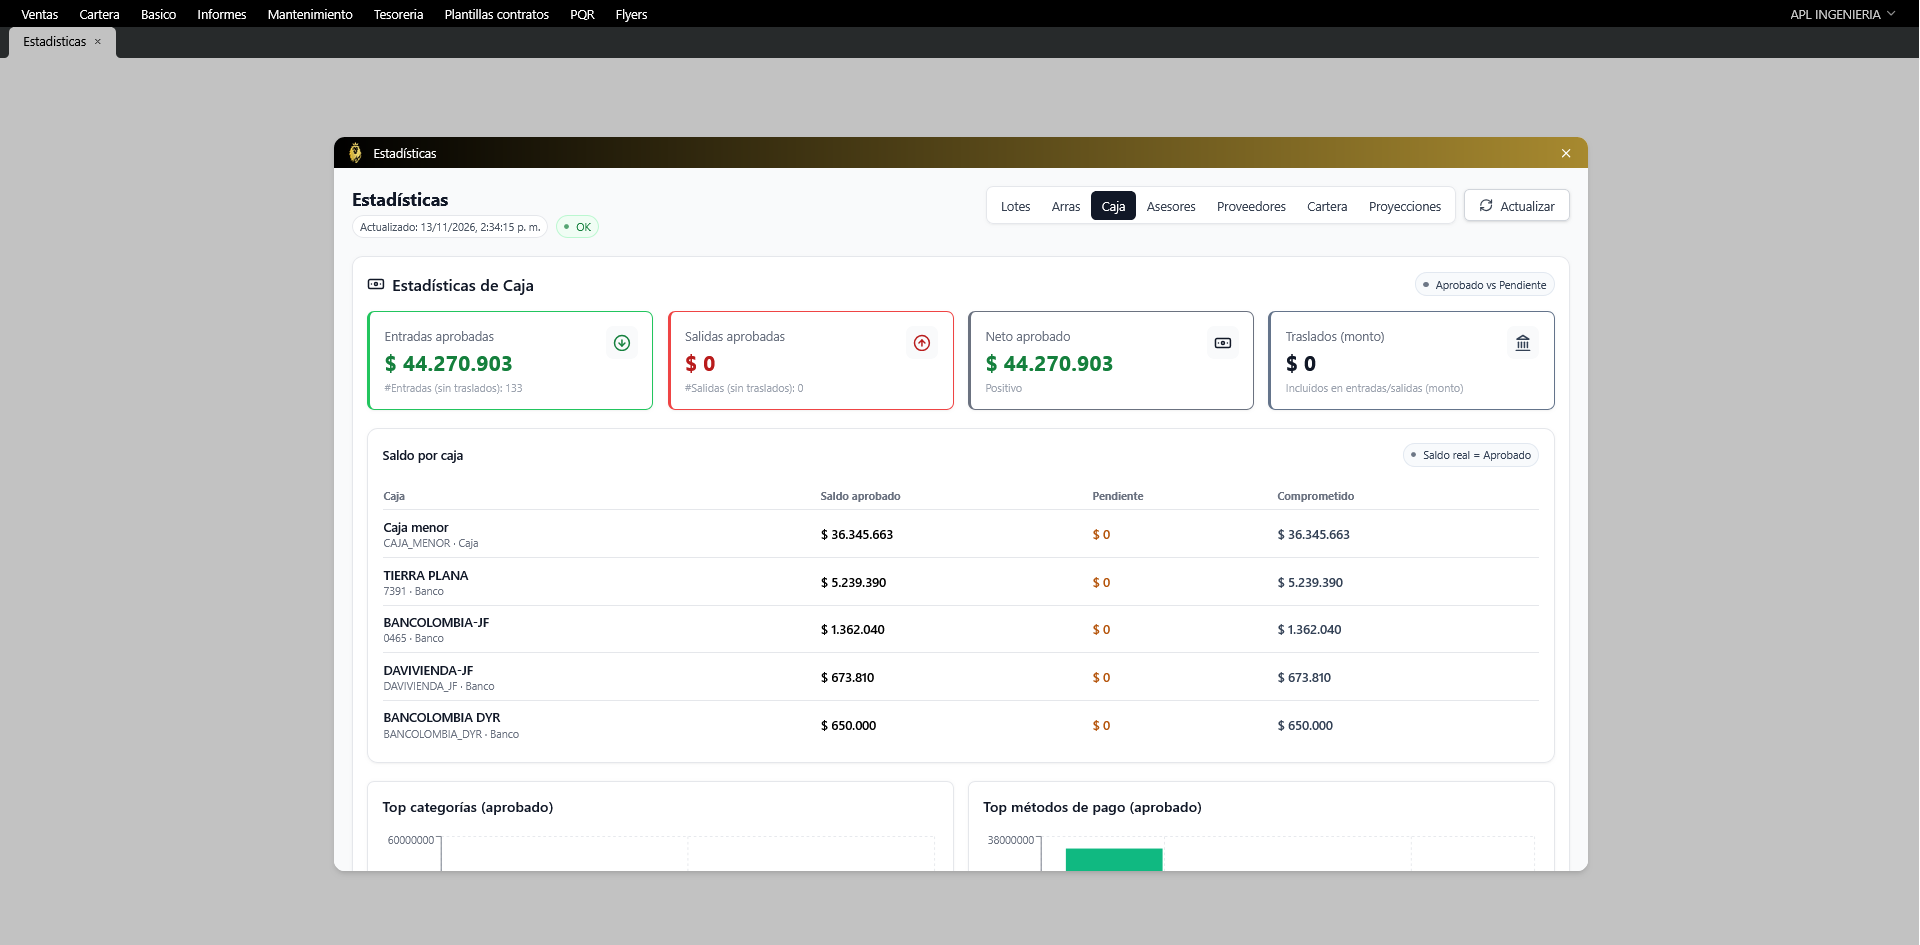 Ventas Cartera Basico Informes Mantenimiento Tesoreria Plantillas contratos PQR Flyers APL INGENIERIA
Estadisticas ×
Estadísticas
Estadísticas
Lotes Arras Caja Asesores Proveedores Cartera Proyecciones Actualizar
Actualizado: 13/11/2026, 2:34:15 p. m. OK
Estadísticas de Caja Aprobado vs Pendiente
Entradas aprobadas
$ 44.270.903
#Entradas (sin traslados): 133
Salidas aprobadas
$ 0
#Salidas (sin traslados): 0
Neto aprobado
$ 44.270.903
Positivo
Traslados (monto)
$ 0
Incluidos en entradas/salidas (monto)
Saldo por caja Saldo real = Aprobado
Caja Saldo aprobado Pendiente Comprometido
Caja menor
CAJA_MENOR · Caja
$ 36.345.663 $ 0 $ 36.345.663
TIERRA PLANA
7391 · Banco
$ 5.239.390 $ 0 $ 5.239.390
BANCOLOMBIA-JF
0465 · Banco
$ 1.362.040 $ 0 $ 1.362.040
DAVIVIENDA-JF
DAVIVIENDA_JF · Banco
$ 673.810 $ 0 $ 673.810
BANCOLOMBIA DYR
BANCOLOMBIA_DYR · Banco
$ 650.000 $ 0 $ 650.000
Top categorías (aprobado)
60000000
Top métodos de pago (aprobado)
38000000